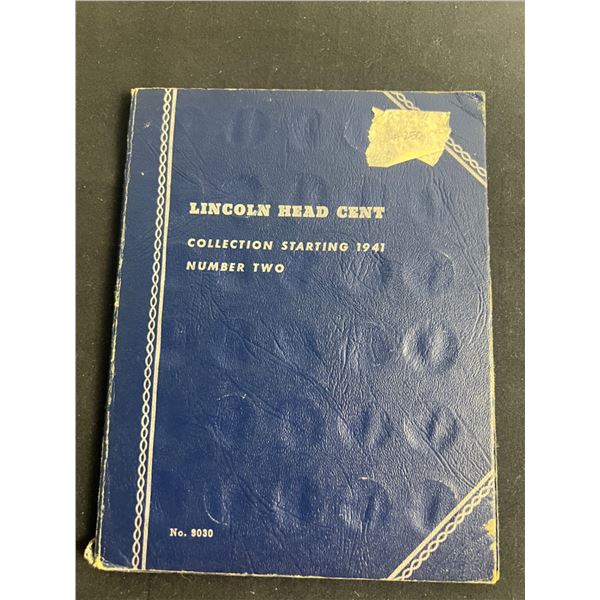 LINCOLN HEAD CENT
COLLECTION STARTING 1941
NUMBER TWO
No. 9030